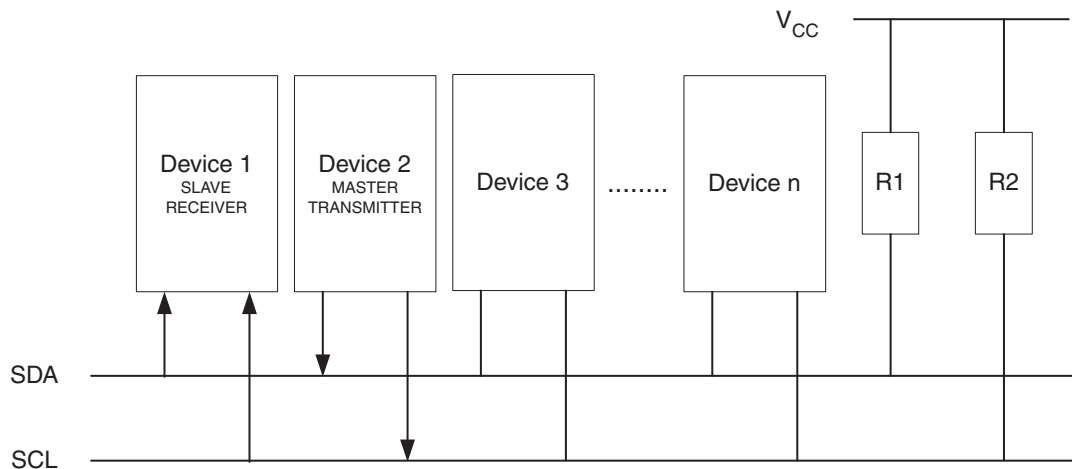 VCC
Device 1
SLAVE
RECEIVER
Device 2
MASTER
TRANSMITTER
Device 3
........
Device n
R1
R2
SDA
SCL